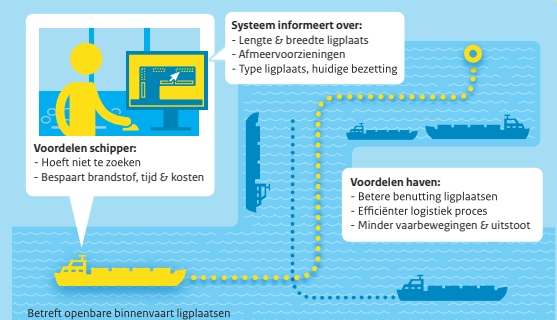 Systeem informeert over:
- Lengte & breedte ligplaats
- Afmeervoorzieningen
- Type ligplaats, huidige bezetting
Voordelen schipper:
- Hoeft niet te zoeken
- Bespaart brandstof, tijd & kosten
Voordelen haven:
- Betere benutting ligplaatsen
- Efficiënter logistiek proces
- Minder vaarbewegingen & uitstoot
Betreft openbare binnenvaart ligplaatsen